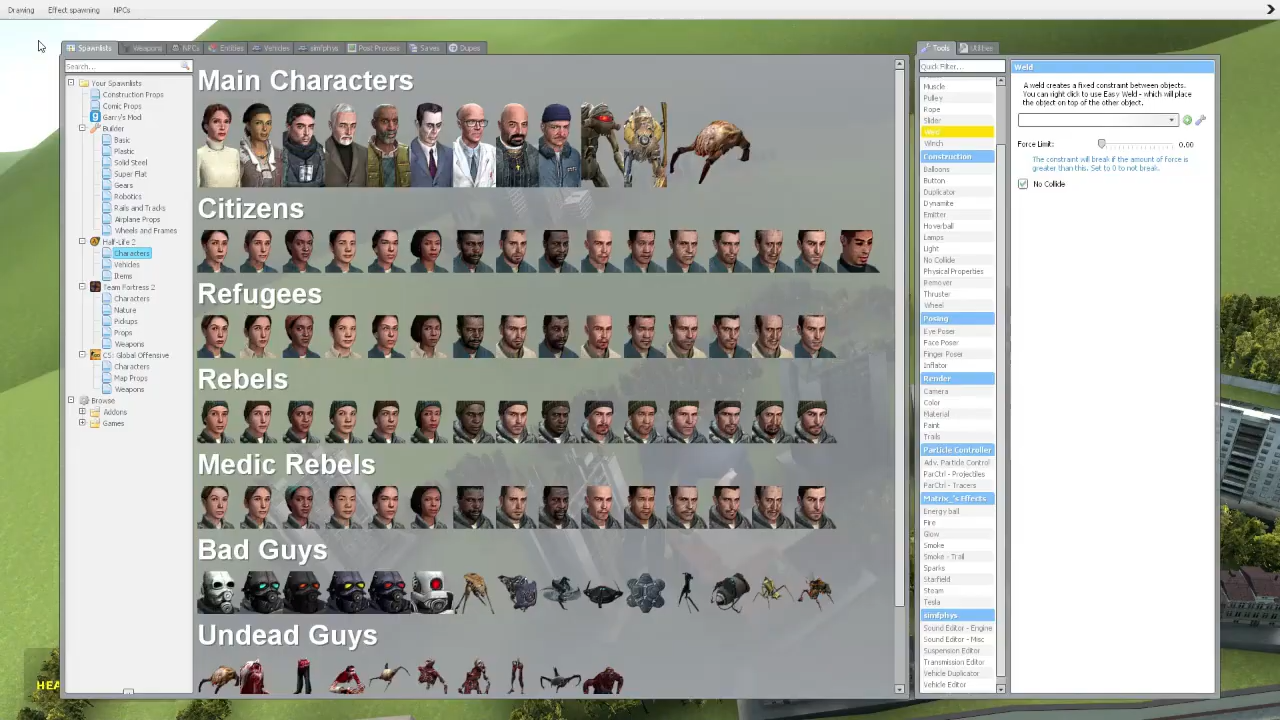 Drawing Effect spawning NPCs
Spawnlists Weapons NPCs Entities Vehicles simfphys Post Process Saves Dupes
Search...
Your Spawnlists
Construction Props
Comic Props
Garry's Mod
Builder
Basic
Plastic
Solid Steel
Super Flat
Gears
Robotics
Rails and Tracks
Airplane Props
Wheels and Frames
Half-Life 2
Characters
Vehicles
Items
Team Fortress 2
Characters
Nature
Pickups
Props
Weapons
CS: Global Offensive
Characters
Map Props
Weapons
Browse
Addons
Games
Main Characters
Citizens
Refugees
Rebels
Medic Rebels
Bad Guys
Undead Guys
HEA
Tools Utilities
Quick Filter...
Muscle
Pulley
Rope
Slider
Weld
Winch
Construction
Balloons
Button
Duplicator
Dynamite
Emitter
Hoverball
Lamps
Light
No Collide
Physical Properties
Remover
Thruster
Wheel
Posing
Eye Poser
Face Poser
Finger Poser
Inflator
Render
Camera
Color
Material
Paint
Trails
Particle Controller
Adv. Particle Control
ParCtrl - Projectiles
ParCtrl - Tracers
Matrix_'s Effects
Energy ball
Fire
Glow
Smoke
Smoke - Trail
Sparks
Starfield
Steam
Tesla
simfphys
Sound Editor - Engine
Sound Editor - Misc
Suspension Editor
Transmission Editor
Vehicle Duplicator
Vehicle Editor
Weld
A weld creates a fixed constraint between objects.
You can right click to use Easy Weld - which will place
the object on top of the other object.
Force Limit: 0.00
The constraint will break if the amount of force is
greater than this. Set to 0 to not break.
No Collide